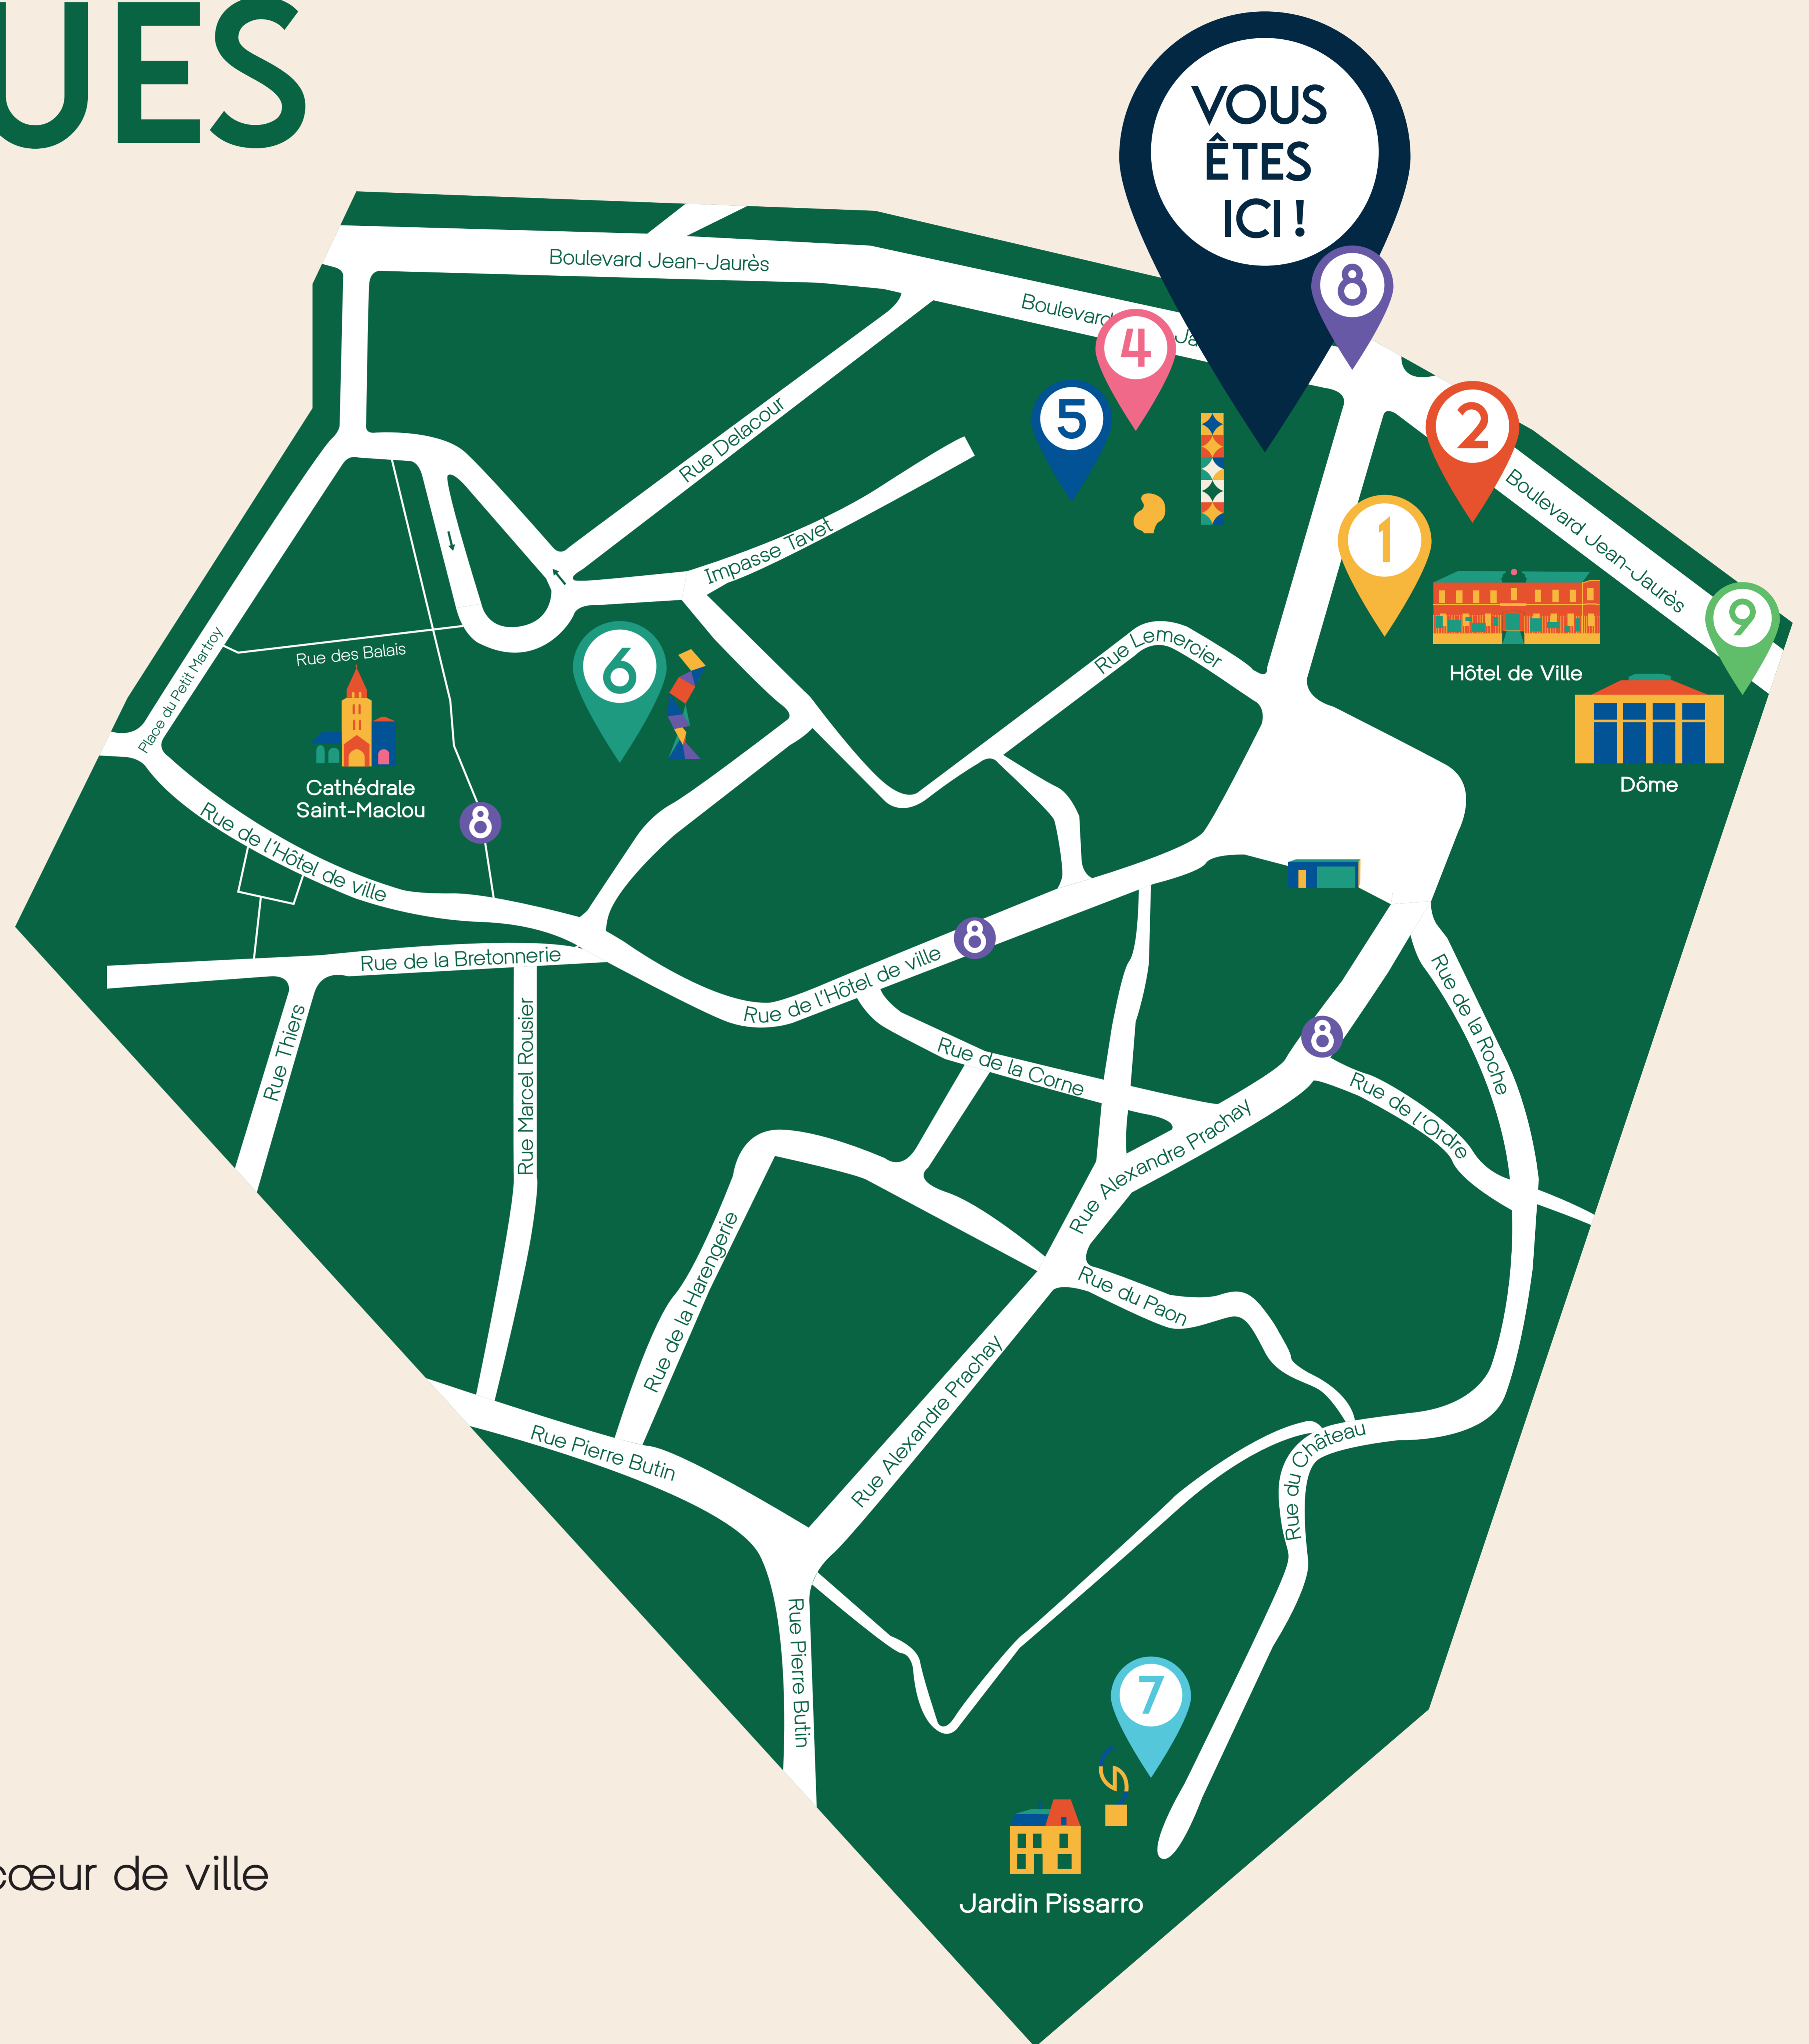 UES
VOUS
ÊTES
ICI !
Boulevard Jean-Jaurès
Boulevard Ja
8
4
5
2
1
Boulevard Jean-Jaurès
9
Rue Delacour
Impasse Tavet
Hôtel de Ville
Dôme
Place du Petit Martroy
Rue des Balais
6
Rue Lemercier
Cathédrale
Saint-Maclou
8
Rue de l'Hôtel de ville
Rue de la Bretonnerie
Rue de l'Hôtel de ville
8
8
Rue de la Roche
Rue Thiers
Rue Marcel Rousier
Rue de la Corne
Rue Alexandre Prachay
Rue de l'Ordre
Rue de la Harengerie
Rue du Paon
Rue Pierre Butin
Rue Alexandre Prachay
Rue du Château
Rue Pierre Butin
7
cœur de ville
Jardin Pissarro